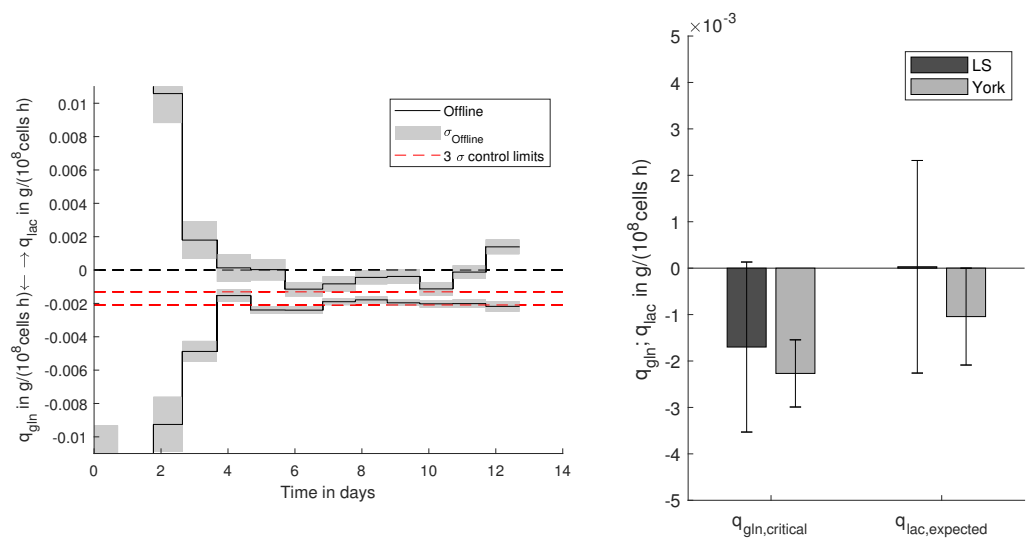 q_gln in g/(10^8cells h)← → q_lac in g/(10^8cells h)
0.01
0.008
0.006
0.004
0.002
0
-0.002
-0.004
-0.006
-0.008
-0.01
0 2 4 6 8 10 12 14
Time in days
Offline
σ_Offline
3 σ control limits
×10^-3
q_gln; q_lac in g/(10^8cells h)
5
4
3
2
1
0
-1
-2
-3
-4
-5
q_gln,critical q_lac,expected
LS
York